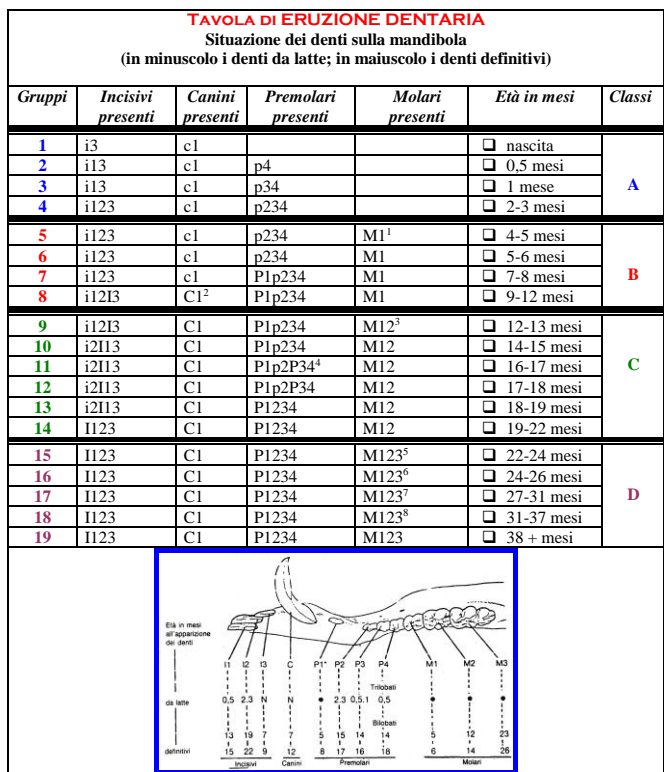 TAVOLA DI ERUZIONE DENTARIA
Situazione dei denti sulla mandibola
(in minuscolo i denti da latte; in maiuscolo i denti definitivi)
Gruppi Incisivi presenti Canini presenti Premolari presenti Molari presenti Età in mesi Classi
1 i3 c1 ❑ nascita
2 i13 c1 p4 ❑ 0,5 mesi
3 i13 c1 p34 ❑ 1 mese A
4 i123 c1 p234 ❑ 2-3 mesi
5 i123 c1 p234 M1¹ ❑ 4-5 mesi
6 i123 c1 p234 M1 ❑ 5-6 mesi
7 i123 c1 P1p234 M1 ❑ 7-8 mesi B
8 i12I3 C1² P1p234 M1 ❑ 9-12 mesi
9 i12I3 C1 P1p234 M12³ ❑ 12-13 mesi
10 i2I13 C1 P1p234 M12 ❑ 14-15 mesi
11 i2I13 C1 P1p2P34⁴ M12 ❑ 16-17 mesi C
12 i2I13 C1 P1p2P34 M12 ❑ 17-18 mesi
13 i2I13 C1 P1234 M12 ❑ 18-19 mesi
14 I123 C1 P1234 M12 ❑ 19-22 mesi
15 I123 C1 P1234 M123⁵ ❑ 22-24 mesi
16 I123 C1 P1234 M123⁶ ❑ 24-26 mesi
17 I123 C1 P1234 M123⁷ ❑ 27-31 mesi D
18 I123 C1 P1234 M123⁸ ❑ 31-37 mesi
19 I123 C1 P1234 M123 ❑ 38 + mesi
Età in mesi
all'apparizione
dei denti
I1 I2 I3 C P1* P2 P3 P4 M1 M2 M3
Trilobati
da latte 0,5 2.3 N N • 2.3 0,5.1 0,5 • • •
Bilobati
13 19 7 7 5 15 14 14 5 12 23
definitivi 15 22 9 12 8 17 16 18 6 14 26
Incisivi Canini Premolari Molari